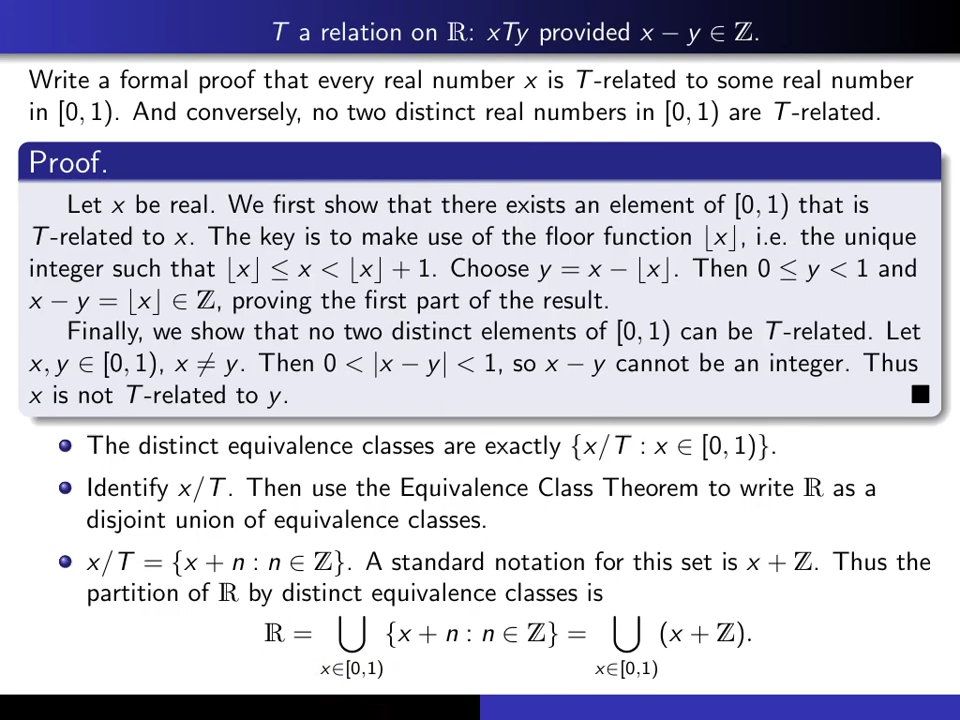 T a relation on ℝ: xTy provided x − y ∈ ℤ.
Write a formal proof that every real number x is T-related to some real number
in [0, 1). And conversely, no two distinct real numbers in [0, 1) are T-related.
Proof.
Let x be real. We first show that there exists an element of [0, 1) that is
T-related to x. The key is to make use of the floor function ⌊x⌋, i.e. the unique
integer such that ⌊x⌋ ≤ x < ⌊x⌋ + 1. Choose y = x − ⌊x⌋. Then 0 ≤ y < 1 and
x − y = ⌊x⌋ ∈ ℤ, proving the first part of the result.
Finally, we show that no two distinct elements of [0, 1) can be T-related. Let
x, y ∈ [0, 1), x ≠ y. Then 0 < |x − y| < 1, so x − y cannot be an integer. Thus
x is not T-related to y. ■
The distinct equivalence classes are exactly {x/T : x ∈ [0, 1)}.
Identify x/T. Then use the Equivalence Class Theorem to write ℝ as a
disjoint union of equivalence classes.
x/T = {x + n : n ∈ ℤ}. A standard notation for this set is x + ℤ. Thus the
partition of ℝ by distinct equivalence classes is
ℝ = ⋃ {x + n : n ∈ ℤ} = ⋃ (x + ℤ).
x∈[0,1) x∈[0,1)